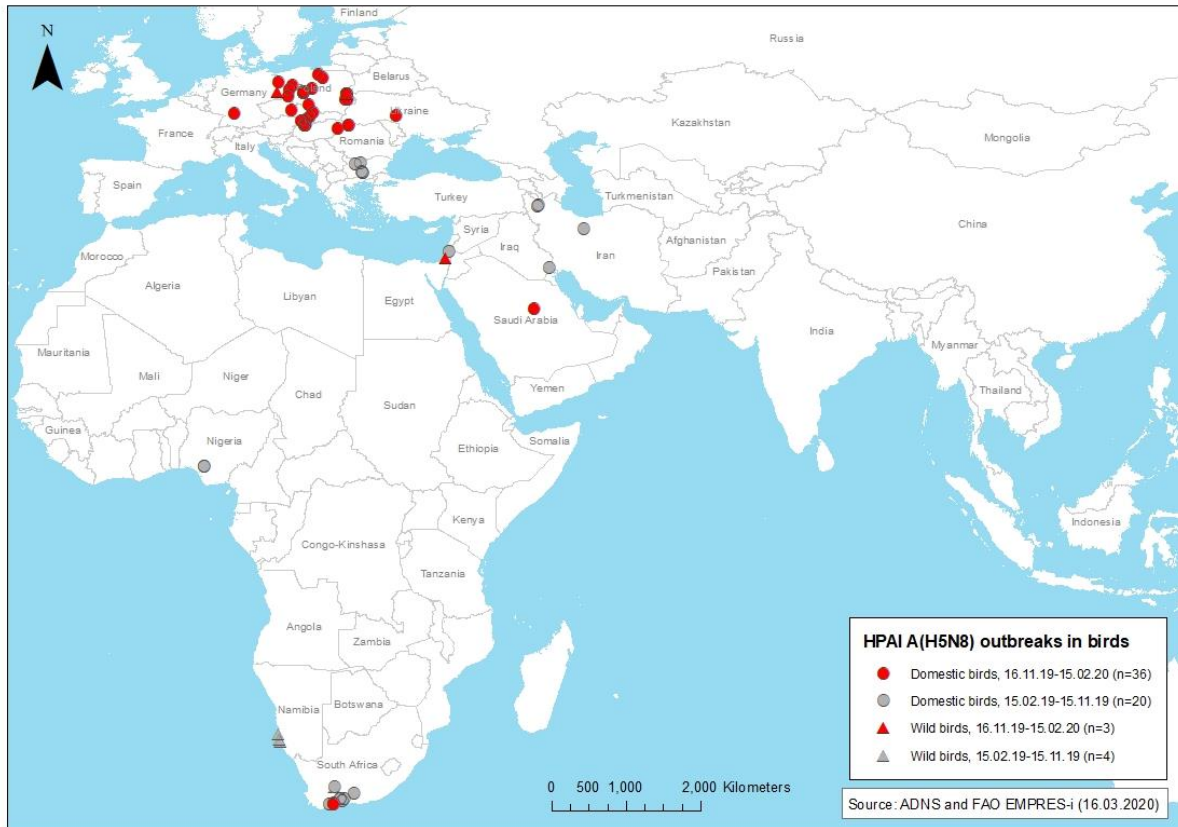 N
Finland
Russia
Belarus
Germany
Poland
Ukraine
Kazakhstan
France
Mongolia
Romania
Italy
Spain
Turkey
Turkmenistan
China
Syria
Afghanistan
Iraq
Iran
Morocco
Pakistan
Algeria
Libyan
Egypt
Saudi Arabia
India
Myanmar
Mauritania
Mali
Niger
Chad
Sudan
Yemen
Thailand
Guinea
Nigeria
Ethiopia
Somalia
Kenya
Indonesia
Congo-Kinshasa
Tanzania
Angola
Zambia
Namibia
Botswana
South Africa
HPAI A(H5N8) outbreaks in birds
Domestic birds, 16.11.19-15.02.20 (n=36)
Domestic birds, 15.02.19-15.11.19 (n=20)
Wild birds, 16.11.19-15.02.20 (n=3)
Wild birds, 15.02.19-15.11.19 (n=4)
0 500 1,000 2,000 Kilometers
Source: ADNS and FAO EMPRES-i (16.03.2020)